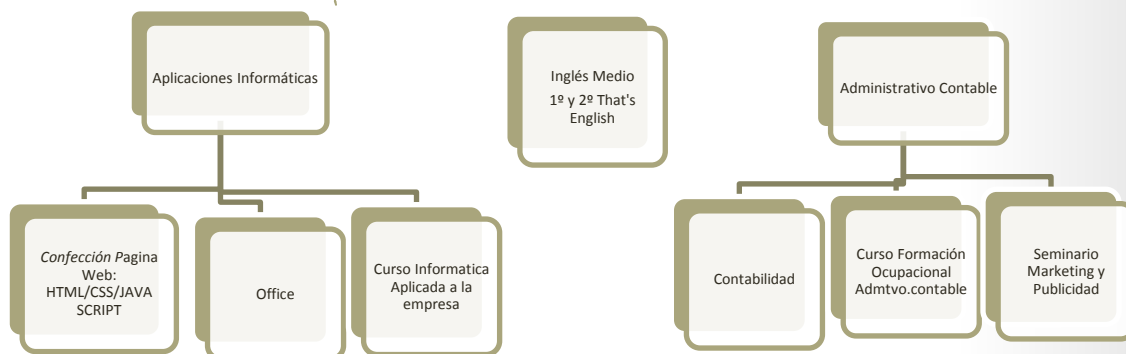 Aplicaciones Informáticas
Inglés Medio
1º y 2º That's
English
Administrativo Contable
Confección Pagina
Web:
HTML/CSS/JAVA
SCRIPT
Office
Curso Informatica
Aplicada a la
empresa
Contabilidad
Curso Formación
Ocupacional
Admtvo.contable
Seminario
Marketing y
Publicidad